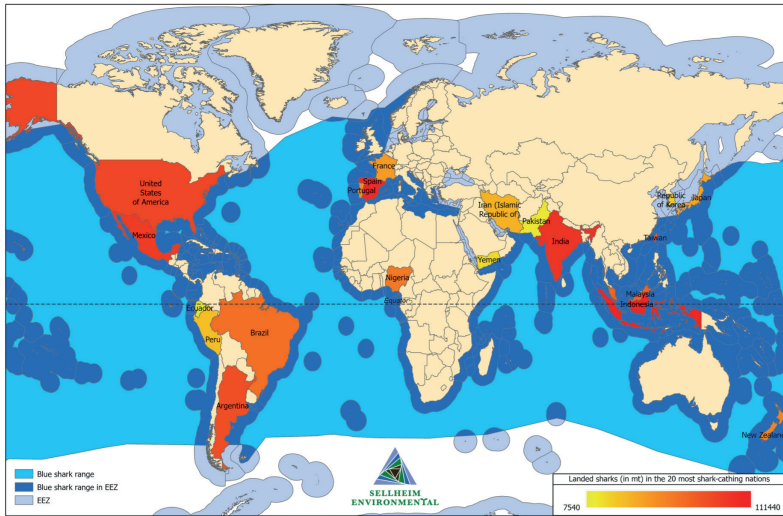 United
States
of America
Mexico
Ecuador
Peru
Brazil
Argentina
France
Spain
Portugal
Nigeria
Equator
Yemen
Iran (Islamic
Republic of)
Pakistan
India
Republic
of Korea
Japan
Taiwan
Malaysia
Indonesia
New Zealand
Blue shark range
Blue shark range in EEZ
EEZ
SELLHEIM
ENVIRONMENTAL
Landed sharks (in mt) in the 20 most shark-cathing nations
7540